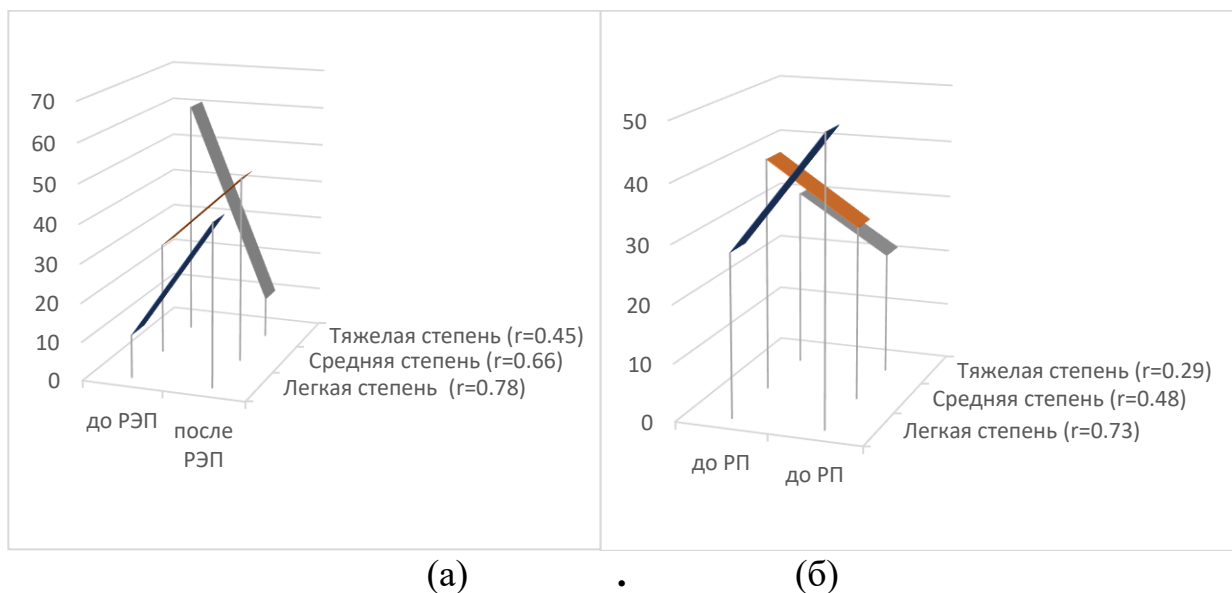 70
60
50
40
30
20
10
0
до РЭП
после
РЭП
Тяжелая степень (r=0.45)
Средняя степень (r=0.66)
Легкая степень (r=0.78)
50
40
30
20
10
0
до РП
до РП
Тяжелая степень (r=0.29)
Средняя степень (r=0.48)
Легкая степень (r=0.73)
(а) . (б)